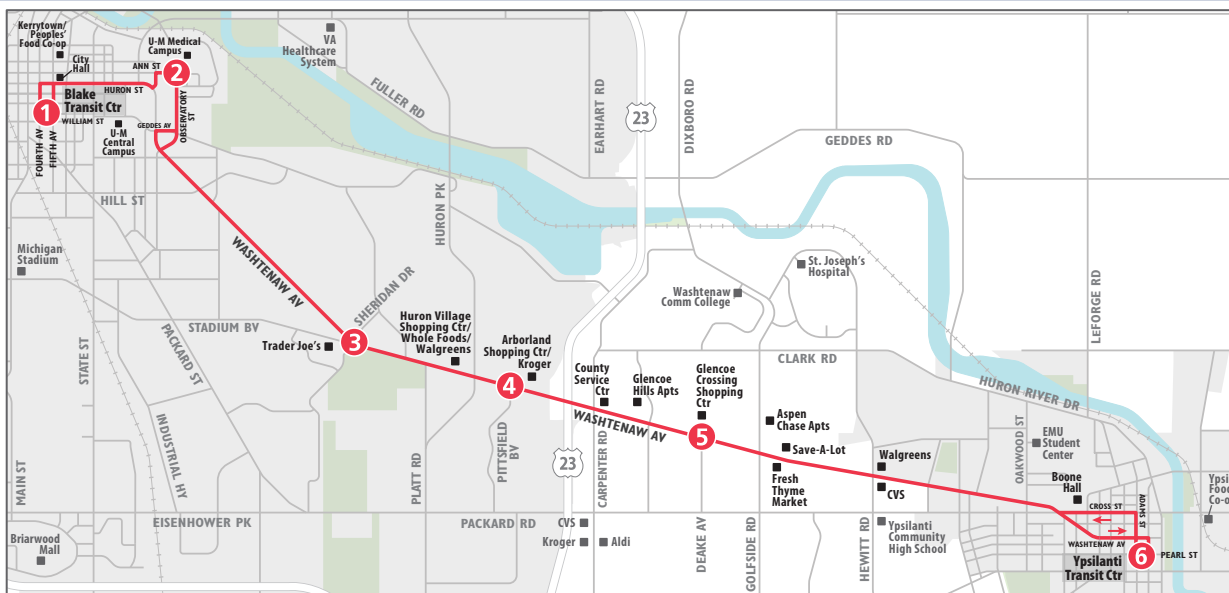 Kerrytown/
Peoples'
Food Co-op
City
Hall
U-M Medical
Campus
ANN ST
2
HURON ST
1
Blake
Transit Ctr
WILLIAM ST
U-M
Central
Campus
GEDDES AV
OBSERVATORY
ST
FOURTH AV
FIFTH AV
VA
Healthcare
System
FULLER RD
EARHART RD
23
DIXBORO RD
GEDDES RD
HILL ST
HURON PK
Michigan
Stadium
WASHTENAW AV
SHERIDAN DR
STADIUM BV
PACKARD ST
STATE ST
Trader Joe's
3
Huron Village
Shopping Ctr/
Whole Foods/
Walgreens
Arborland
Shopping Ctr/
Kroger
4
Washtenaw
Comm College
St. Joseph's
Hospital
LEFORGE RD
CLARK RD
HURON RIVER DR
County
Service
Ctr
Glencoe
Hills Apts
Glencoe
Crossing
Shopping
Ctr
WASHTENAW AV
5
Aspen
Chase Apts
Save-A-Lot
Fresh
Thyme
Market
Walgreens
CVS
OAKWOOD ST
EMU
Student
Center
Boone
Hall
Ypsi
Food
Co-o
INDUSTRIAL HY
MAIN ST
PLATT RD
PITTSFIELD
BV
23
CARPENTER RD
EISENHOWER PK
PACKARD RD
CVS
Kroger
Aldi
Briarwood
Mall
DEAKE AV
GOLFSIDE RD
HEWITT RD
Ypsilanti
Community
High School
CROSS ST
ADAMS ST
WASHTENAW AV
6
PEARL ST
Ypsilanti
Transit Ctr